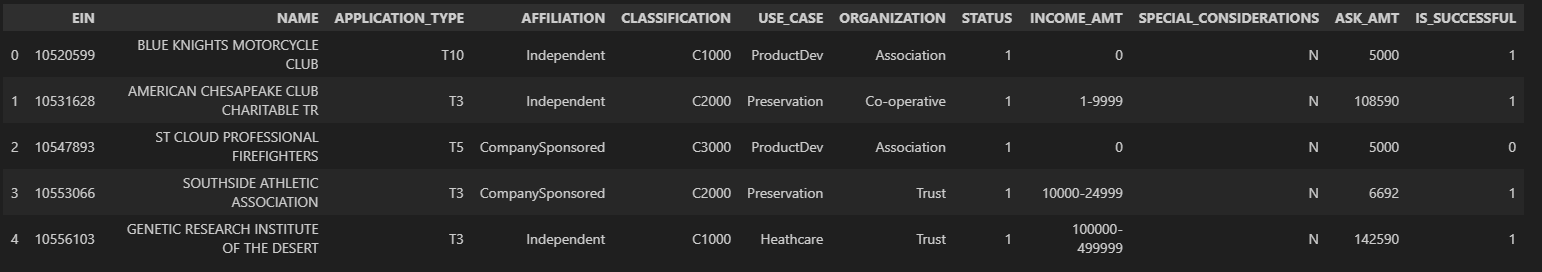 EIN NAME APPLICATION_TYPE AFFILIATION CLASSIFICATION USE_CASE ORGANIZATION STATUS INCOME_AMT SPECIAL_CONSIDERATIONS ASK_AMT IS_SUCCESSFUL
0 10520599 BLUE KNIGHTS MOTORCYCLE CLUB T10 Independent C1000 ProductDev Association 1 0 N 5000 1
1 10531628 AMERICAN CHESAPEAKE CLUB CHARITABLE TR T3 Independent C2000 Preservation Co-operative 1 1-9999 N 108590 1
2 10547893 ST CLOUD PROFESSIONAL FIREFIGHTERS T5 CompanySponsored C3000 ProductDev Association 1 0 N 5000 0
3 10553066 SOUTHSIDE ATHLETIC ASSOCIATION T3 CompanySponsored C2000 Preservation Trust 1 10000-24999 N 6692 1
4 10556103 GENETIC RESEARCH INSTITUTE OF THE DESERT T3 Independent C1000 Heathcare Trust 1 100000-499999 N 142590 1